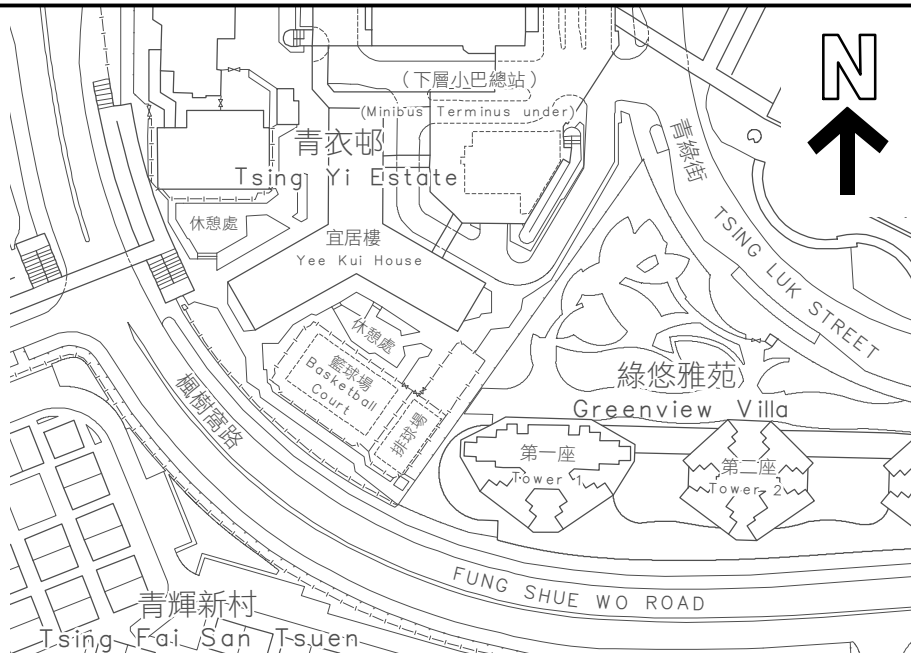 N
（下層小巴總站）
(Minibus Terminus under)
青衣邨
Tsing Yi Estate
青綠街
TSING LUK STREET
休憩處
宜居樓
Yee Kui House
休憩處
籃球場
Basketball
Court
排球場
楓樹窩路
綠悠雅苑
Greenview Villa
第一座
Tower 1
第二座
Tower 2
FUNG SHUE WO ROAD
青輝新村
Tsing Fai San Tsuen